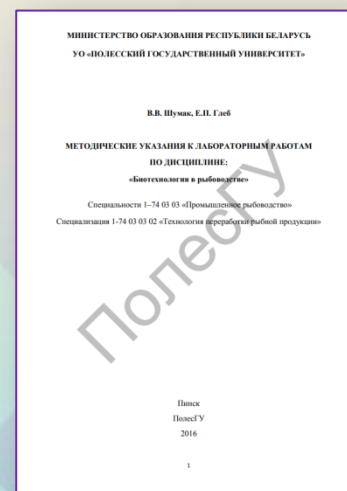 МИНИСТЕРСТВО ОБРАЗОВАНИЯ РЕСПУБЛИКИ БЕЛАРУСЬ
УО «ПОЛЕССКИЙ ГОСУДАРСТВЕННЫЙ УНИВЕРСИТЕТ»
В.В. Шумак, Е.П. Глеб
МЕТОДИЧЕСКИЕ УКАЗАНИЯ К ЛАБОРАТОРНЫМ РАБОТАМ
ПО ДИСЦИПЛИНЕ:
«Биотехнология в рыбоводстве»
Специальности 1–74 03 03 «Промышленное рыбоводство»
Специализация 1-74 03 03 02 «Технология переработки рыбной продукции»
ПолесГУ
Пинск
ПолесГУ
2016
1